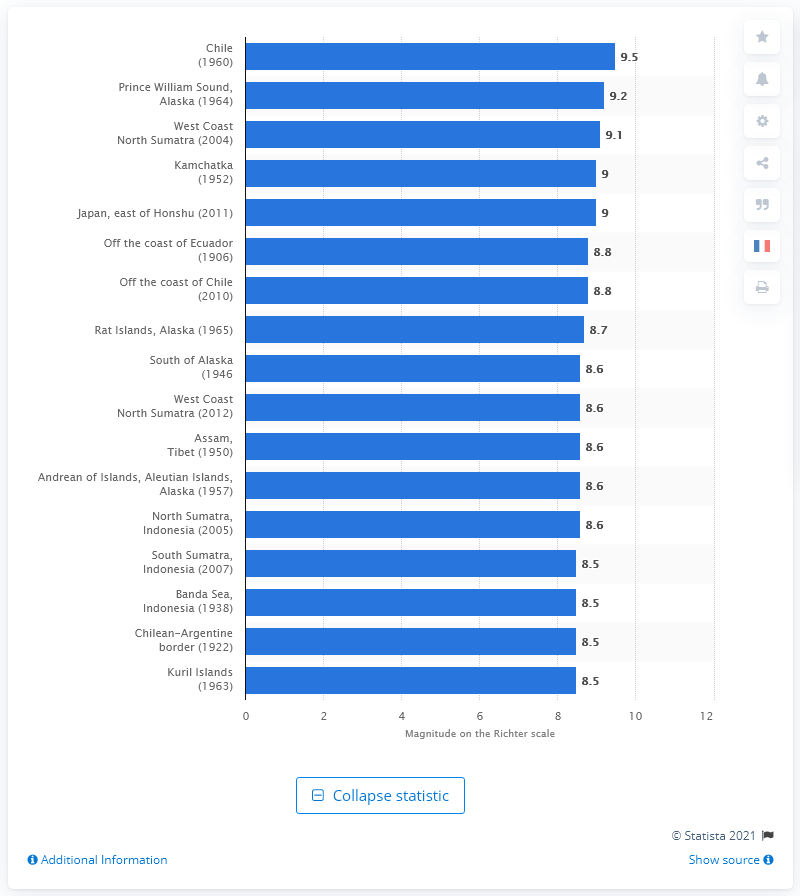 Chile
(1960)
9.5
Prince William Sound,
Alaska (1964)
9.2
West Coast
North Sumatra (2004)
9.1
Kamchatka
(1952)
9
Japan, east of Honshu (2011)
9
Off the coast of Ecuador
(1906)
8.8
Off the coast of Chile
(2010)
8.8
Rat Islands, Alaska (1965)
8.7
South of Alaska
(1946
8.6
West Coast
North Sumatra (2012)
8.6
Assam,
Tibet (1950)
8.6
Andrean of Islands, Aleutian Islands,
Alaska (1957)
8.6
North Sumatra,
Indonesia (2005)
8.6
South Sumatra,
Indonesia (2007)
8.5
Banda Sea,
Indonesia (1938)
8.5
Chilean-Argentine
border (1922)
8.5
Kuril Islands
(1963)
8.5
0 2 4 6 8 10 12
Magnitude on the Richter scale
Collapse statistic
© Statista 2021
Additional Information
Show source